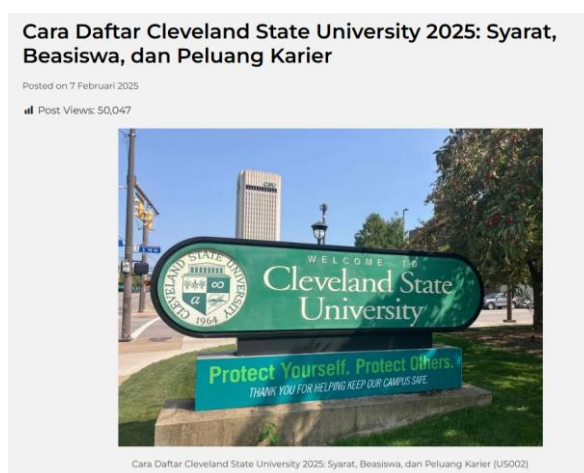 Cara Daftar Cleveland State University 2025: Syarat,
Beasiswa, dan Peluang Karier
Posted on 7 Februari 2025
Post Views: 50,047
CSU
WELCOME TO
Cleveland State
University
CLEVELAND STATE UNIVERSITY
1964
Protect Yourself. Protect Others.
THANK YOU FOR HELPING KEEP OUR CAMPUS SAFE.
Cara Daftar Cleveland State University 2025: Syarat, Beasiswa, dan Peluang Karier (US002)